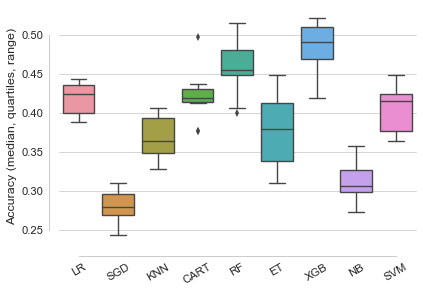 Accuracy (median, quartiles, range)
0.50
0.45
0.40
0.35
0.30
0.25
LR
SGD
KNN
CART
RF
ET
XGB
NB
SVM